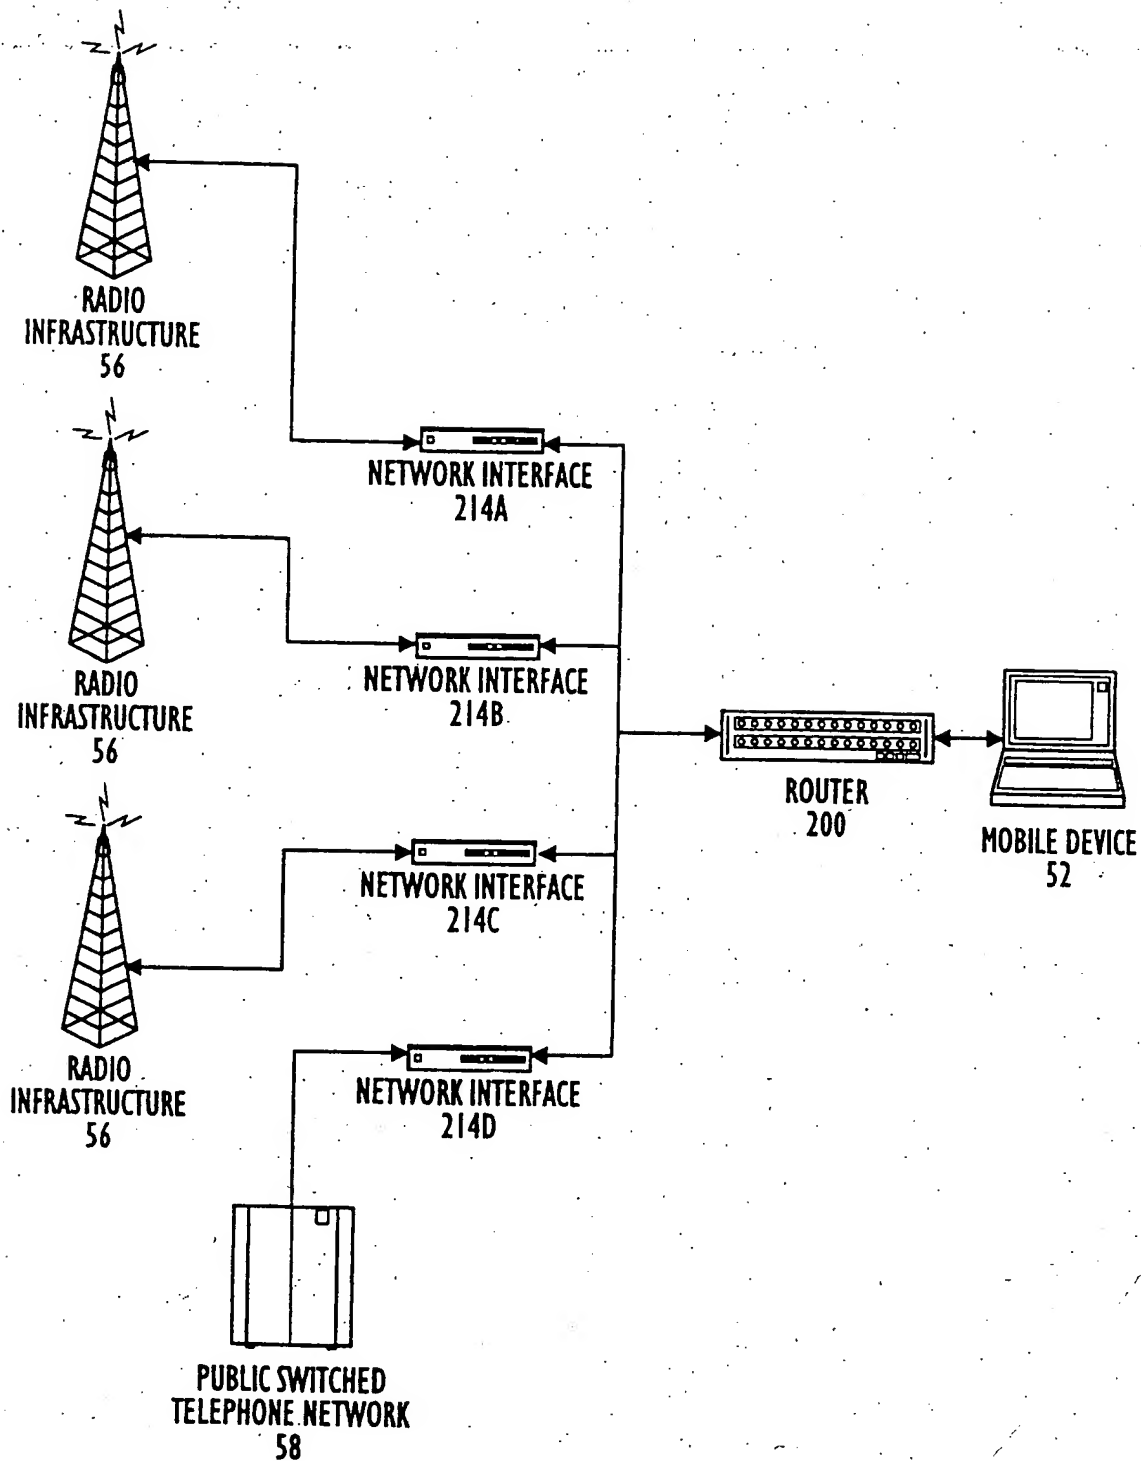 RADIO
INFRASTRUCTURE
56
NETWORK INTERFACE
214A
RADIO
INFRASTRUCTURE
56
NETWORK INTERFACE
214B
ROUTER
200
MOBILE DEVICE
52
NETWORK INTERFACE
214C
RADIO
INFRASTRUCTURE
56
NETWORK INTERFACE
214D
PUBLIC SWITCHED
TELEPHONE NETWORK
58